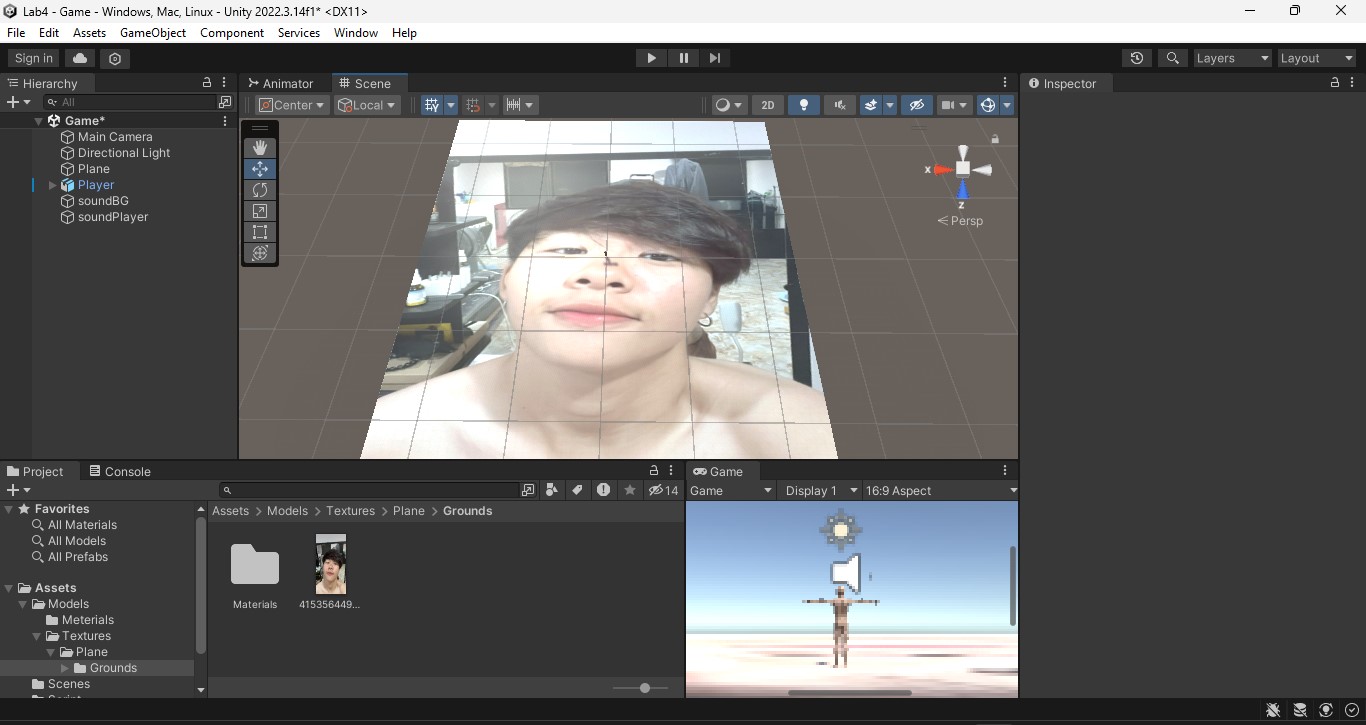 Lab4 - Game - Windows, Mac, Linux - Unity 2022.3.14f1* <DX11>
File Edit Assets GameObject Component Services Window Help
Sign in
Layers
Layout
Hierarchy
Animator
Scene
Inspector
All
Center
Local
2D
Game*
Main Camera
Directional Light
Plane
Player
soundBG
soundPlayer
x
z
Persp
Project
Console
14
Favorites
All Materials
All Models
All Prefabs
Assets
Models
Meterials
Textures
Plane
Grounds
Scenes
Assets > Models > Textures > Plane > Grounds
Materials
415356449...
Game
Game
Display 1
16:9 Aspect